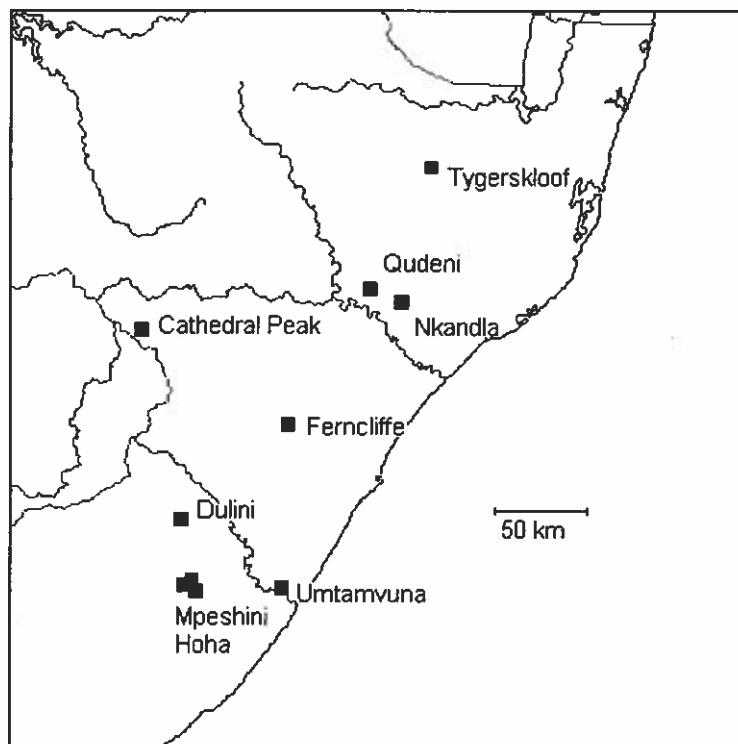 Tygerskloof
Qudeni
Nkandla
Cathedral Peak
Ferncliffe
Dulini
50 km
Umtamvuna
Mpeshini
Hoha